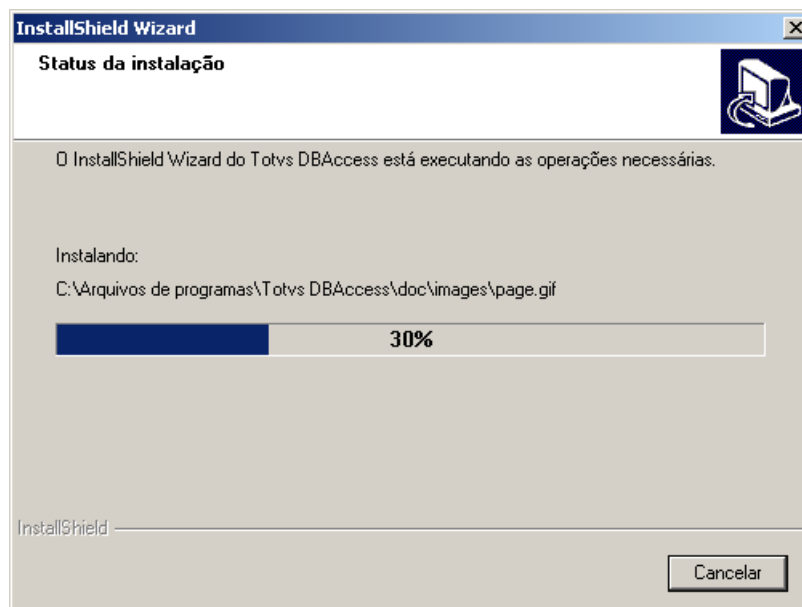 InstallShield Wizard
Status da instalação
O InstallShield Wizard do Totvs DBAccess está executando as operações necessárias.
Instalando:
C:\Arquivos de programas\Totvs DBAccess\doc\images\page.gif
30%
InstallShield
Cancelar